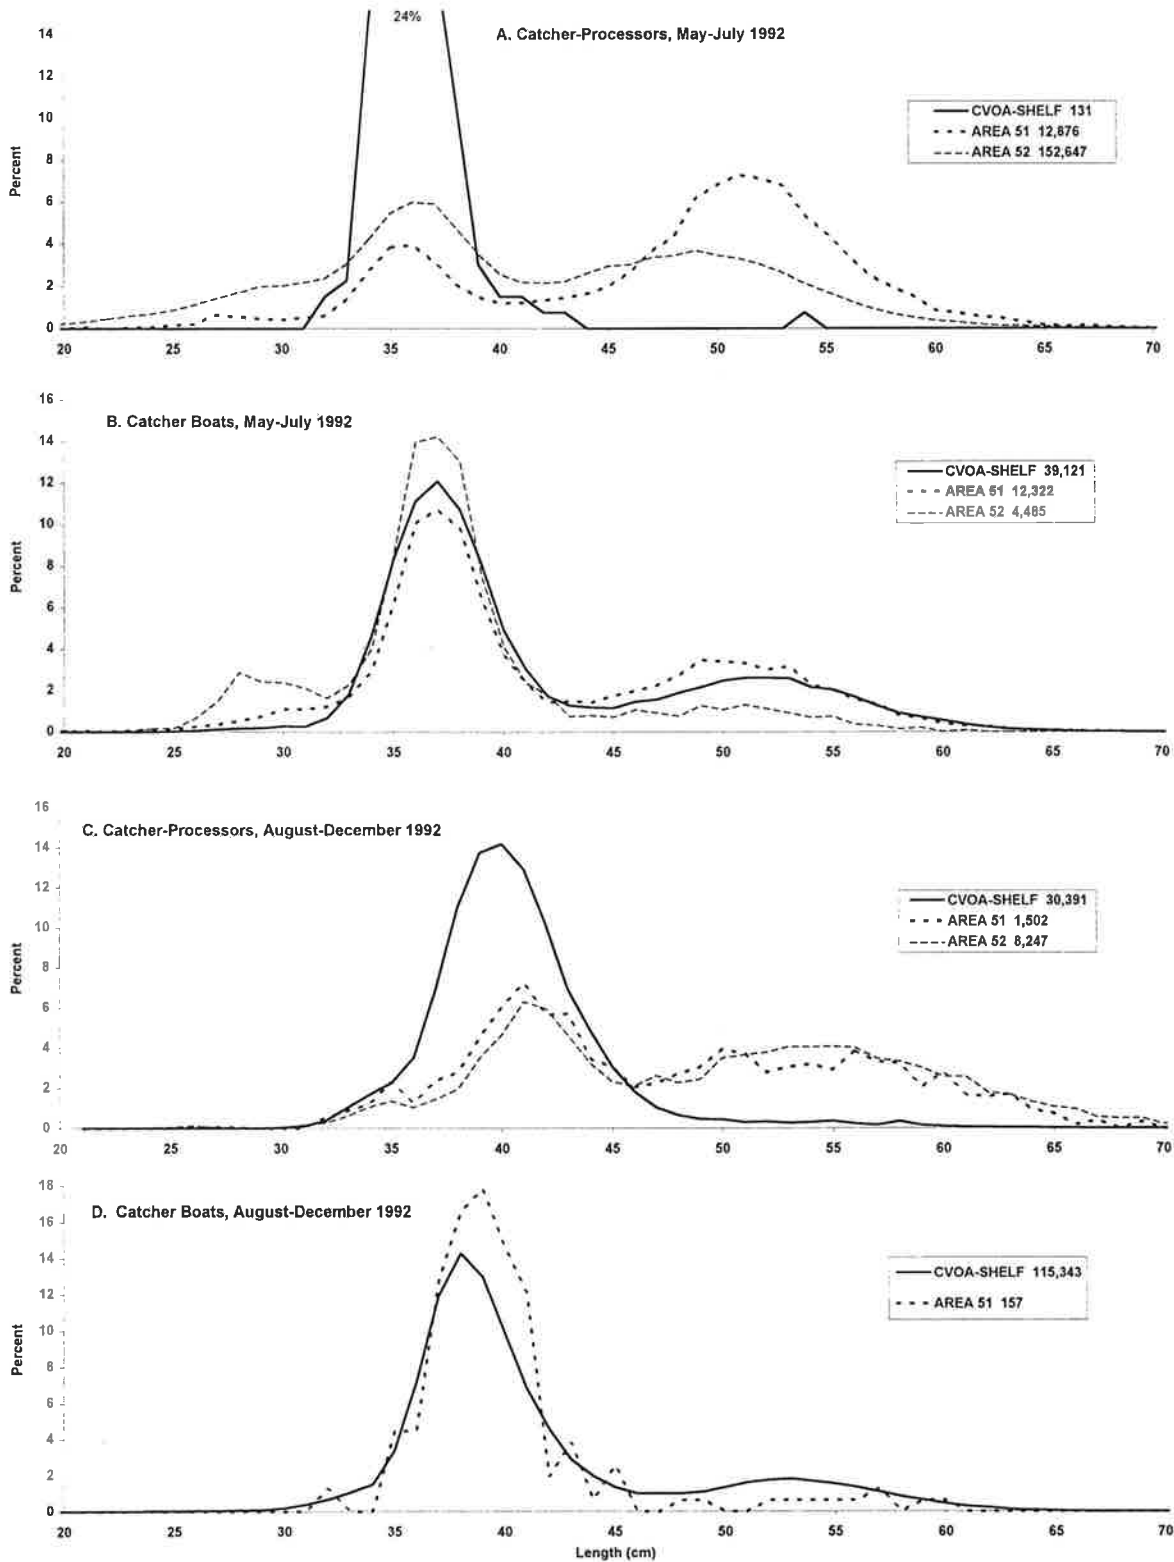 24%
A. Catcher-Processors, May-July 1992
14
12
10
8
6
4
2
0
Percent
CVOA-SHELF 131
AREA 51 12,876
AREA 52 152,647
20 25 30 35 40 45 50 55 60 65 70
B. Catcher Boats, May-July 1992
16
14
12
10
8
6
4
2
0
Percent
CVOA-SHELF 39,121
AREA 51 12,322
AREA 52 4,485
20 25 30 35 40 45 50 55 60 65 70
C. Catcher-Processors, August-December 1992
16
14
12
10
8
6
4
2
0
Percent
CVOA-SHELF 30,391
AREA 51 1,502
AREA 52 8,247
20 25 30 35 40 45 50 55 60 65 70
D. Catcher Boats, August-December 1992
18
16
14
12
10
8
6
4
2
0
Percent
CVOA-SHELF 115,343
AREA 51 157
20 25 30 35 40 45 50 55 60 65 70
Length (cm)